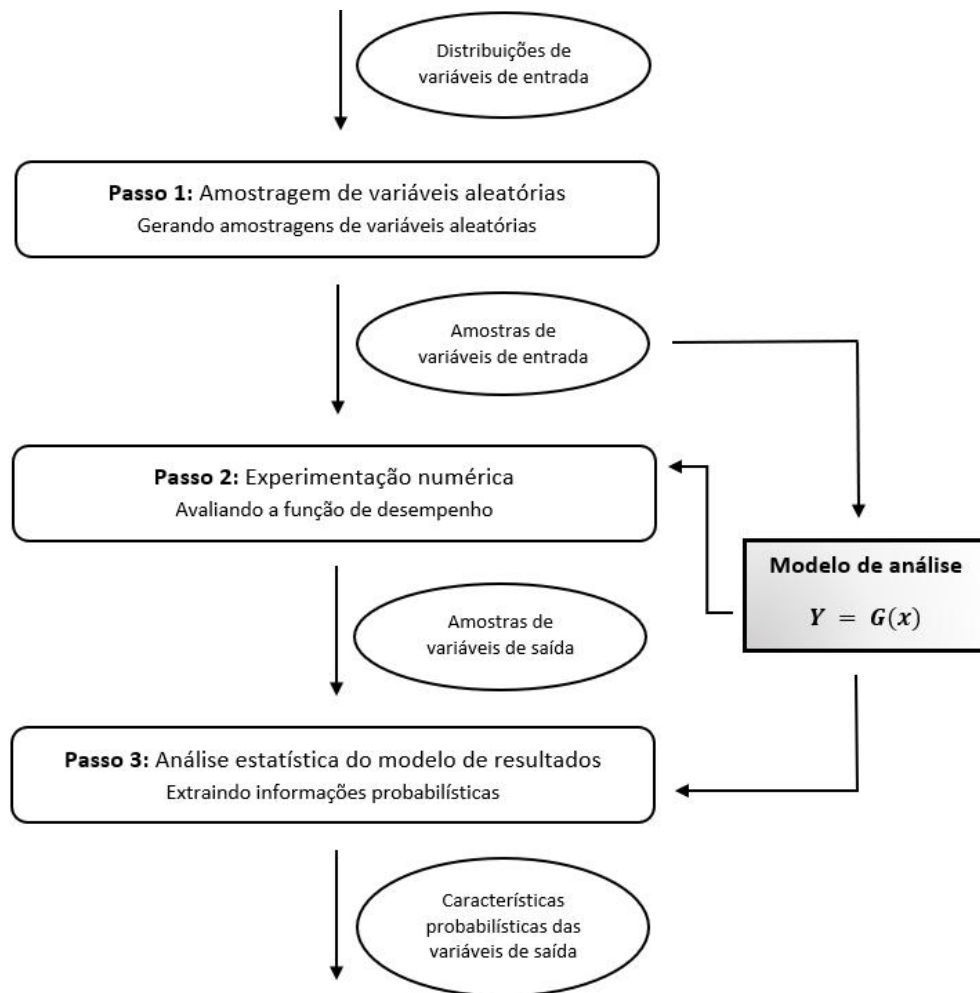 Distribuições de
variáveis de entrada
Passo 1: Amostragem de variáveis aleatórias
Gerando amostragens de variáveis aleatórias
Amostras de
variáveis de entrada
Passo 2: Experimentação numérica
Avaliando a função de desempenho
Modelo de análise
Y = G(x)
Amostras de
variáveis de saída
Passo 3: Análise estatística do modelo de resultados
Extraindo informações probabilísticas
Característícas
probabilísticas das
variáveis de saída